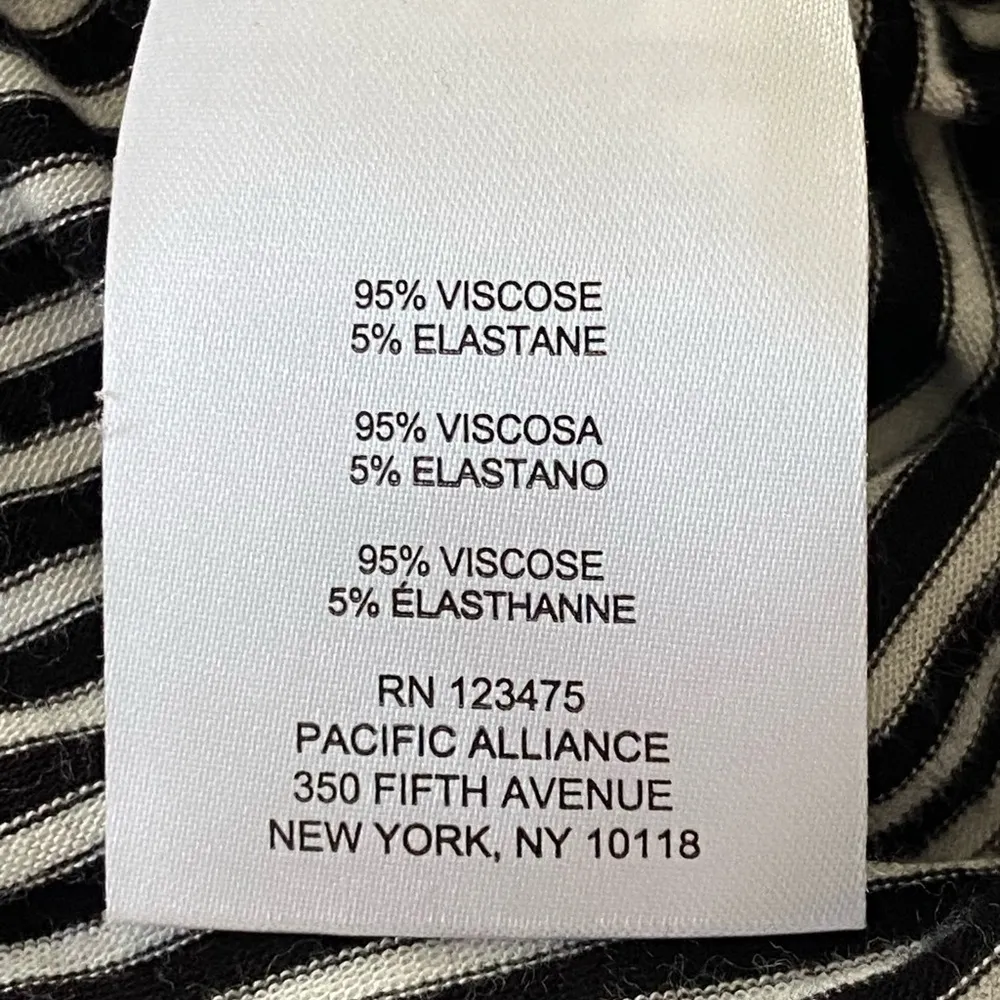 95% VISCOSE
5% ELASTANE
95% VISCOSA
5% ELASTANO
95% VISCOSE
5% ÉLASTHANNE
RN 123475
PACIFIC ALLIANCE
350 FIFTH AVENUE
NEW YORK, NY 10118